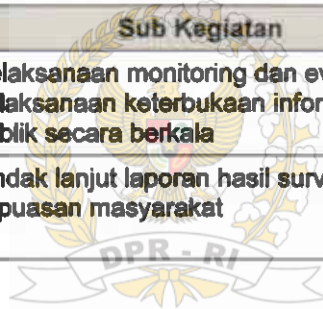 Sub Kegiatan
elaksanaan monitoring dan ev
laksanaan keterbukaan infor
blik secara berkala
ndak lanjut laporan hasil surv
puasan masyarakat
DPR - RI